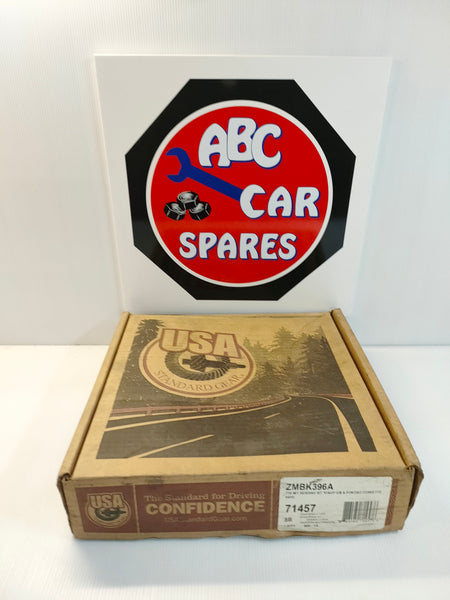 ABC
CAR
SPARES
USA
STANDARD GEAR
USA
The Standard for Driving
CONFIDENCE
USAStandardGear.com
ZMBK396A
71457